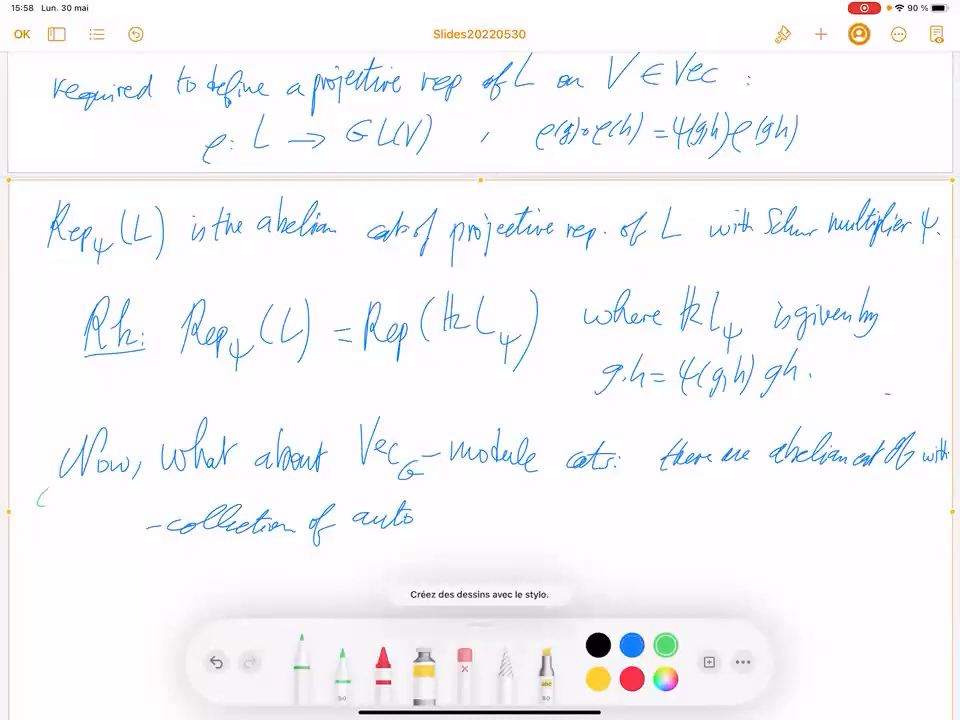 15:58 Lun. 30 mai 90 %
OK Slides20220530
required to define a projective rep of L on V ∈ Vec :
ρ: L → GL(V) , ρ(g)∘ρ(h) = ψ(g,h) ρ(gh)
Rep_ψ(L) is the abelian cat of projective rep. of L with Schur multiplier ψ.
Rk: Rep_ψ(L) = Rep(kL_ψ) where kL_ψ is given by
g.h = ψ(g,h) gh.
Now, what about Vec_G-module cats: there are abelian cat with
- collection of auto
Créez des dessins avec le stylo.